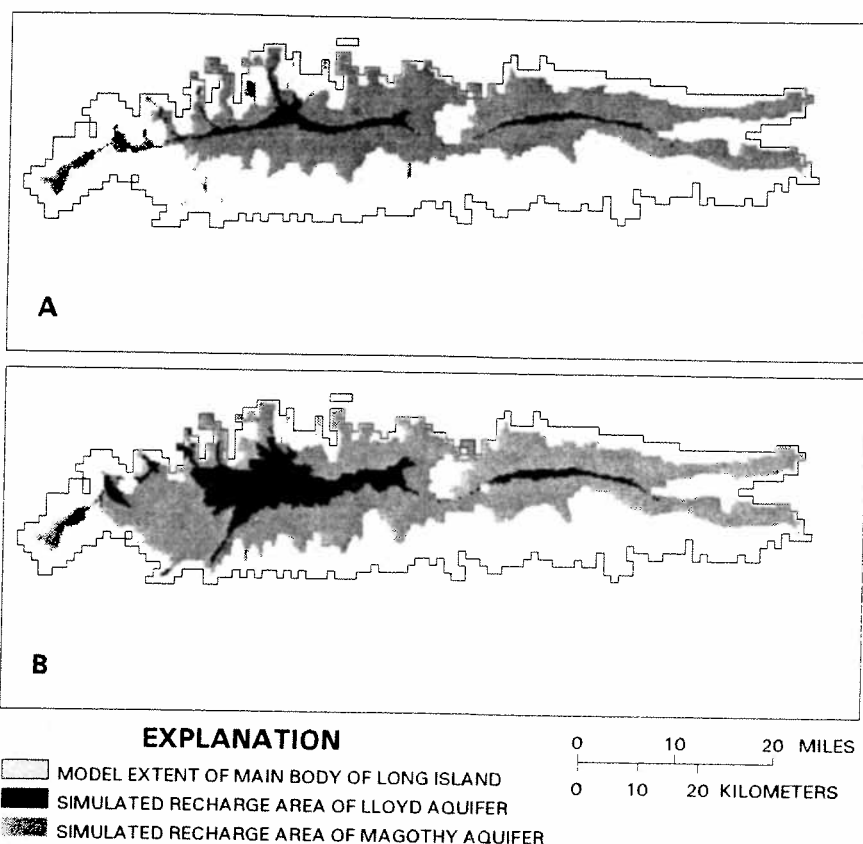 A
B
EXPLANATION
MODEL EXTENT OF MAIN BODY OF LONG ISLAND
SIMULATED RECHARGE AREA OF LLOYD AQUIFER
SIMULATED RECHARGE AREA OF MAGOTHY AQUIFER
0 10 20 MILES
0 10 20 KILOMETERS